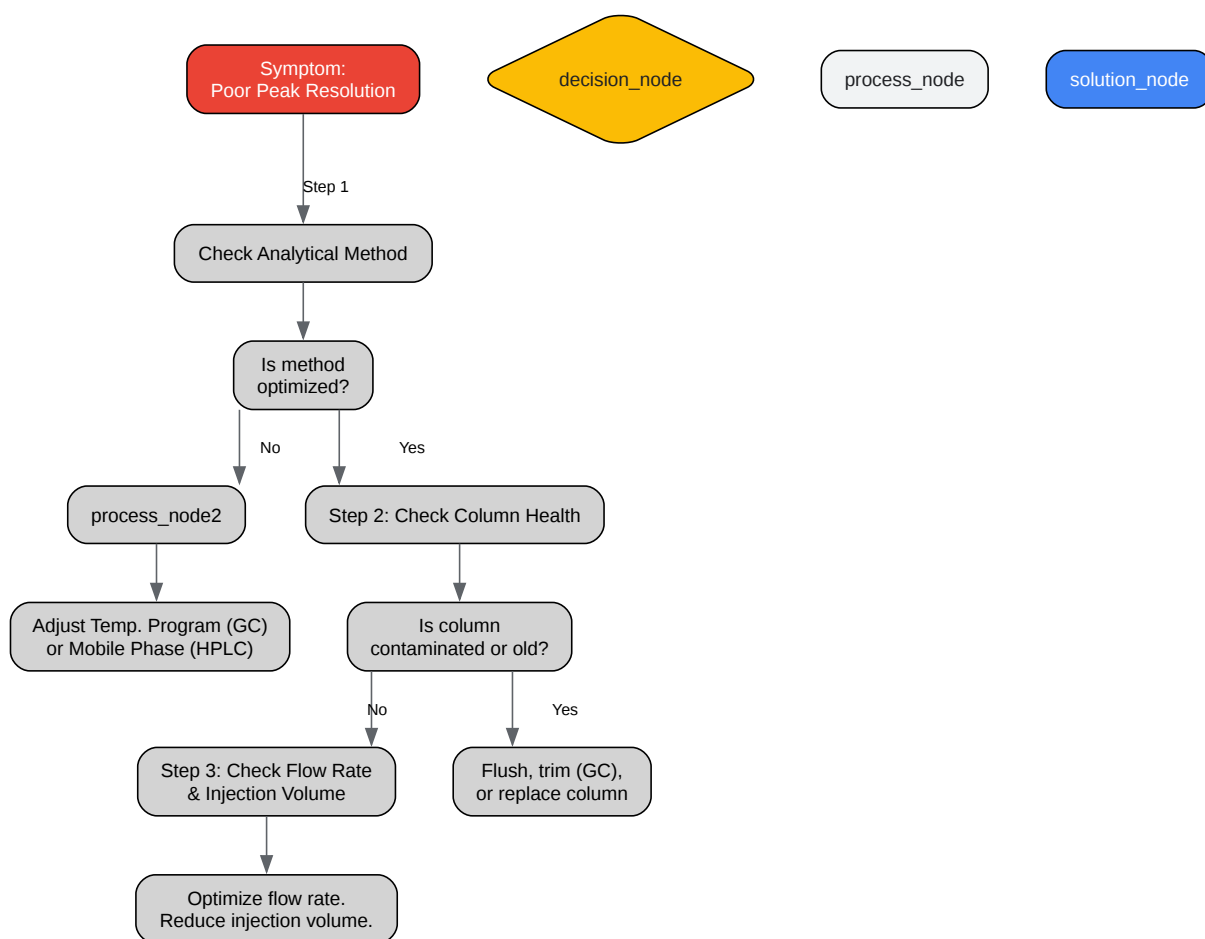 Symptom:
Poor Peak Resolution
decision_node
process_node
solution_node
Step 1
Check Analytical Method
Is method
optimized?
No
Yes
process_node2
Step 2: Check Column Health
Adjust Temp. Program (GC)
or Mobile Phase (HPLC)
Is column
contaminated or old?
No
Yes
Step 3: Check Flow Rate
& Injection Volume
Flush, trim (GC),
or replace column
Optimize flow rate.
Reduce injection volume.